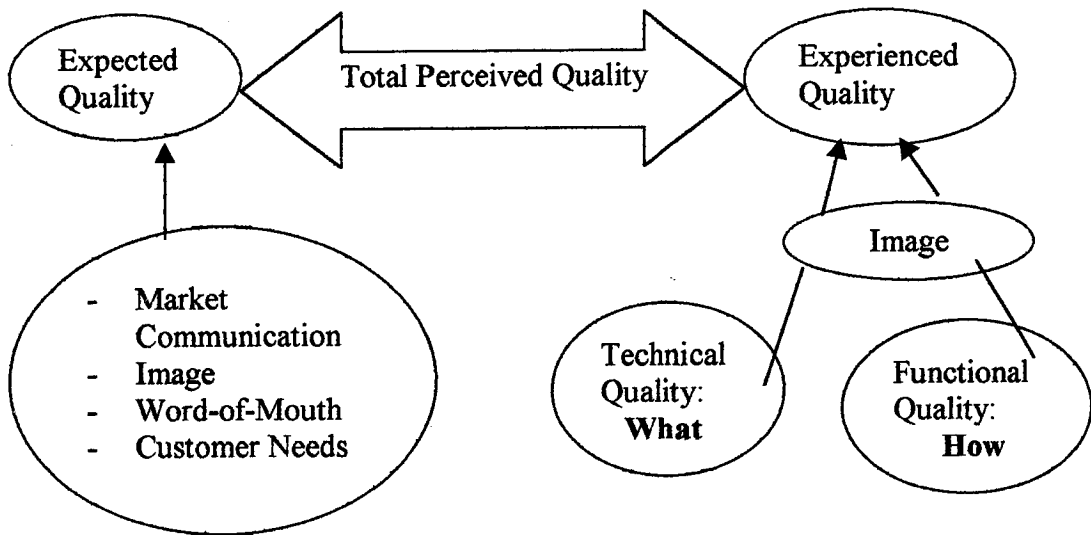 Expected
Quality
Total Perceived Quality
Experienced
Quality
Image
- Market
Communication
- Image
- Word-of-Mouth
- Customer Needs
Technical
Quality:
What
Functional
Quality:
How